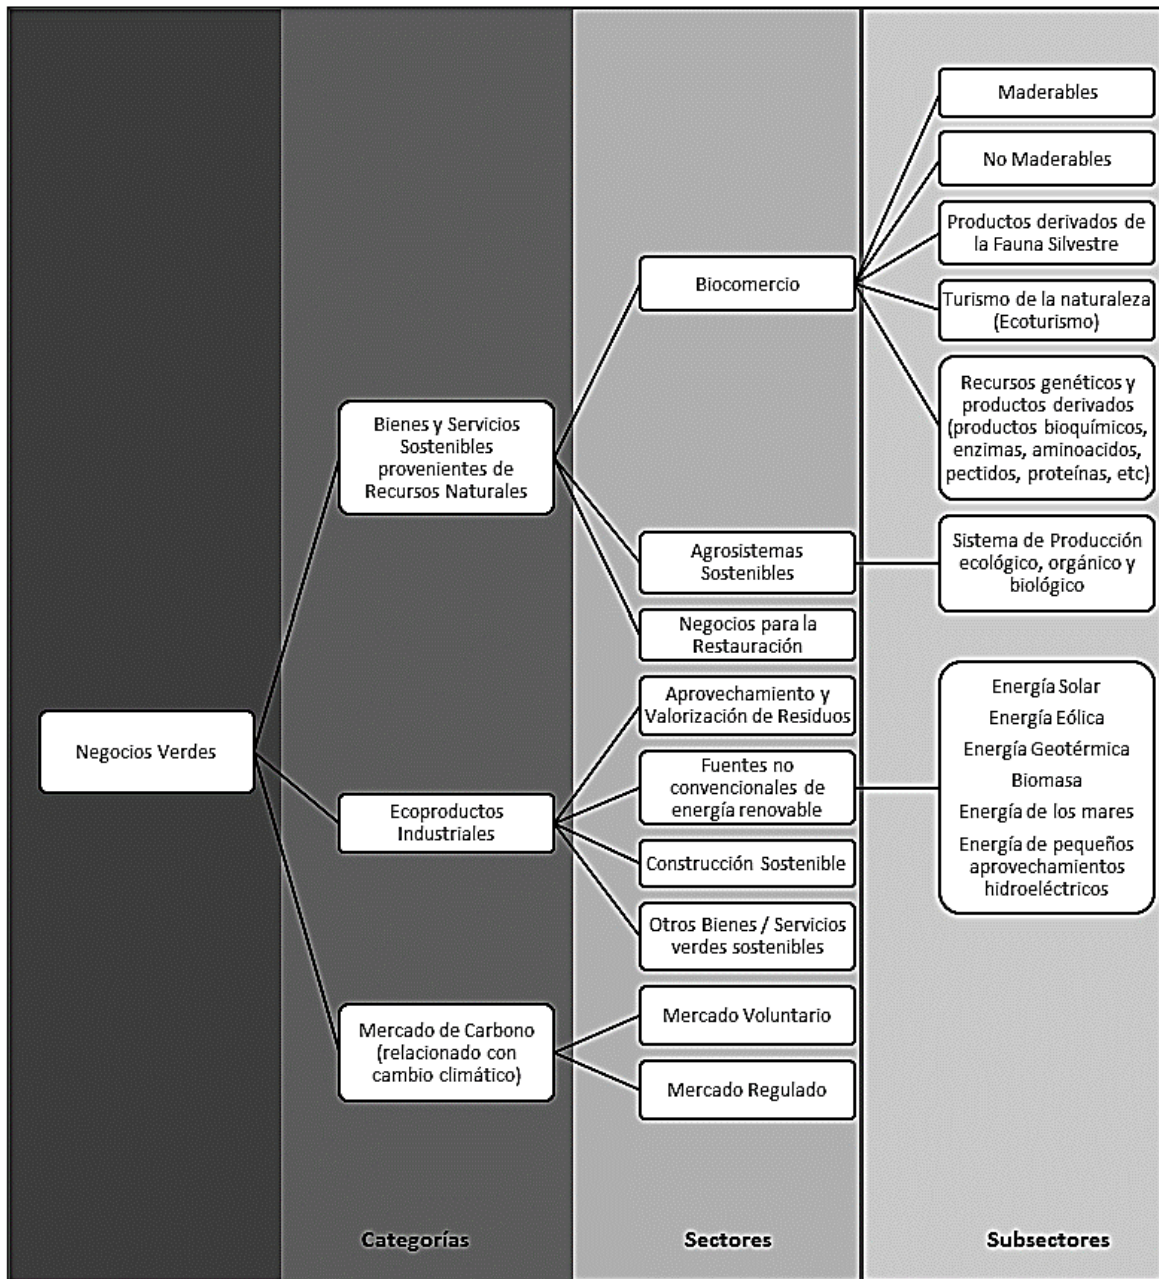 Negocios Verdes
Bienes y Servicios
Sostenibles
provenientes de
Recursos Naturales
Ecoproductos
Industriales
Mercado de Carbono
(relacionado con
cambio climático)
Categorías
Biocomercio
Agrosistemas
Sostenibles
Negocios para la
Restauración
Aprovechamiento y
Valorización de Residuos
Fuentes no
convencionales de
energía renovable
Construcción Sostenible
Otros Bienes / Servicios
verdes sostenibles
Mercado Voluntario
Mercado Regulado
Sectores
Maderables
No Maderables
Productos derivados de
la Fauna Silvestre
Turismo de la naturaleza
(Ecoturismo)
Recursos genéticos y
productos derivados
(productos bioquímicos,
enzimas, aminoacidos,
pectidos, proteínas, etc)
Sistema de Producción
ecológico, orgánico y
biológico
Energía Solar
Energía Eólica
Energía Geotérmica
Biomasa
Energía de los mares
Energía de pequeños
aprovechamientos
hidroeléctricos
Subsectores